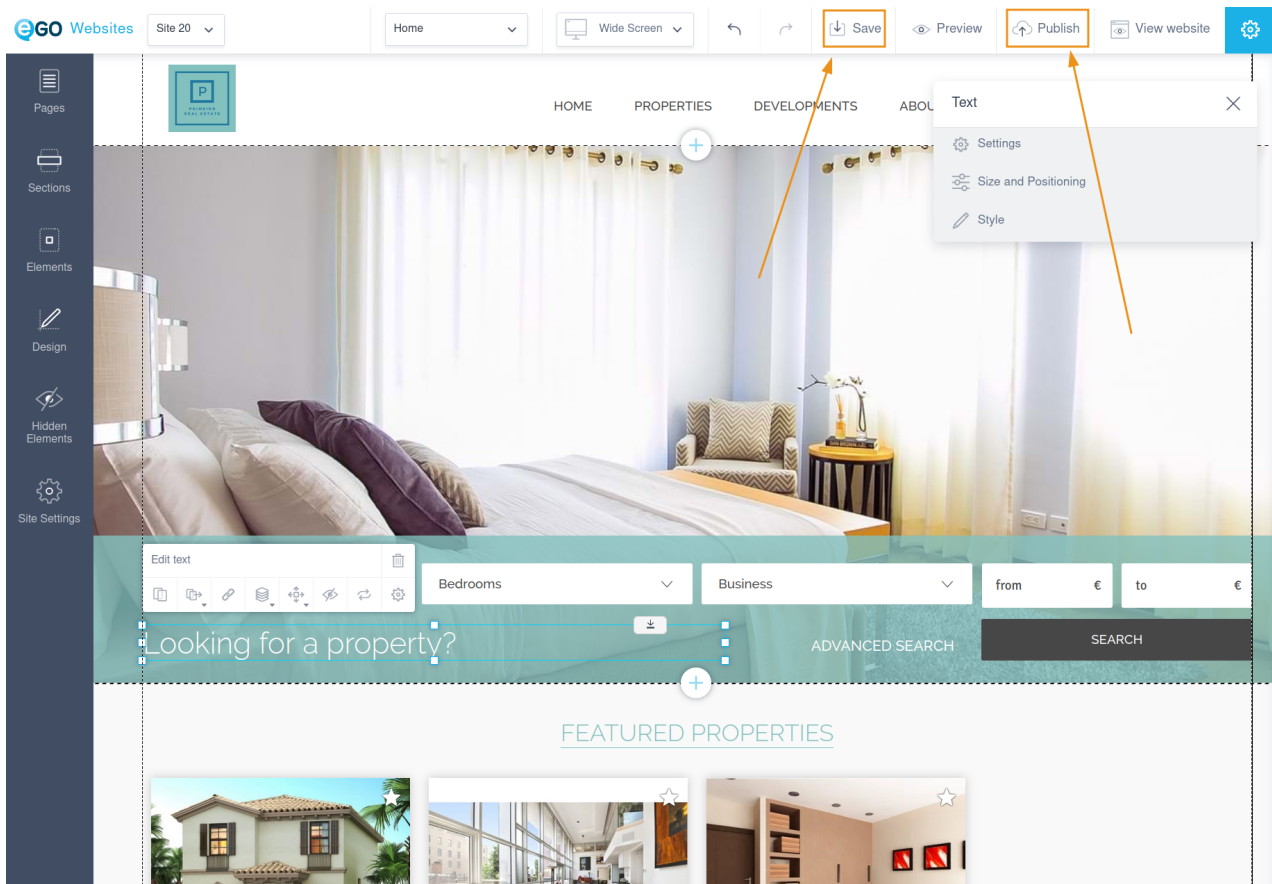 eGO Websites
Site 20
Home
Wide Screen
Save
Preview
Publish
View website
Pages
Sections
Elements
Design
Hidden
Elements
Site Settings
P
REAL ESTATE
HOME
PROPERTIES
DEVELOPMENTS
ABOU
Text
Settings
Size and Positioning
Style
Edit text
Bedrooms
Business
from €
to €
Looking for a property?
ADVANCED SEARCH
SEARCH
FEATURED PROPERTIES